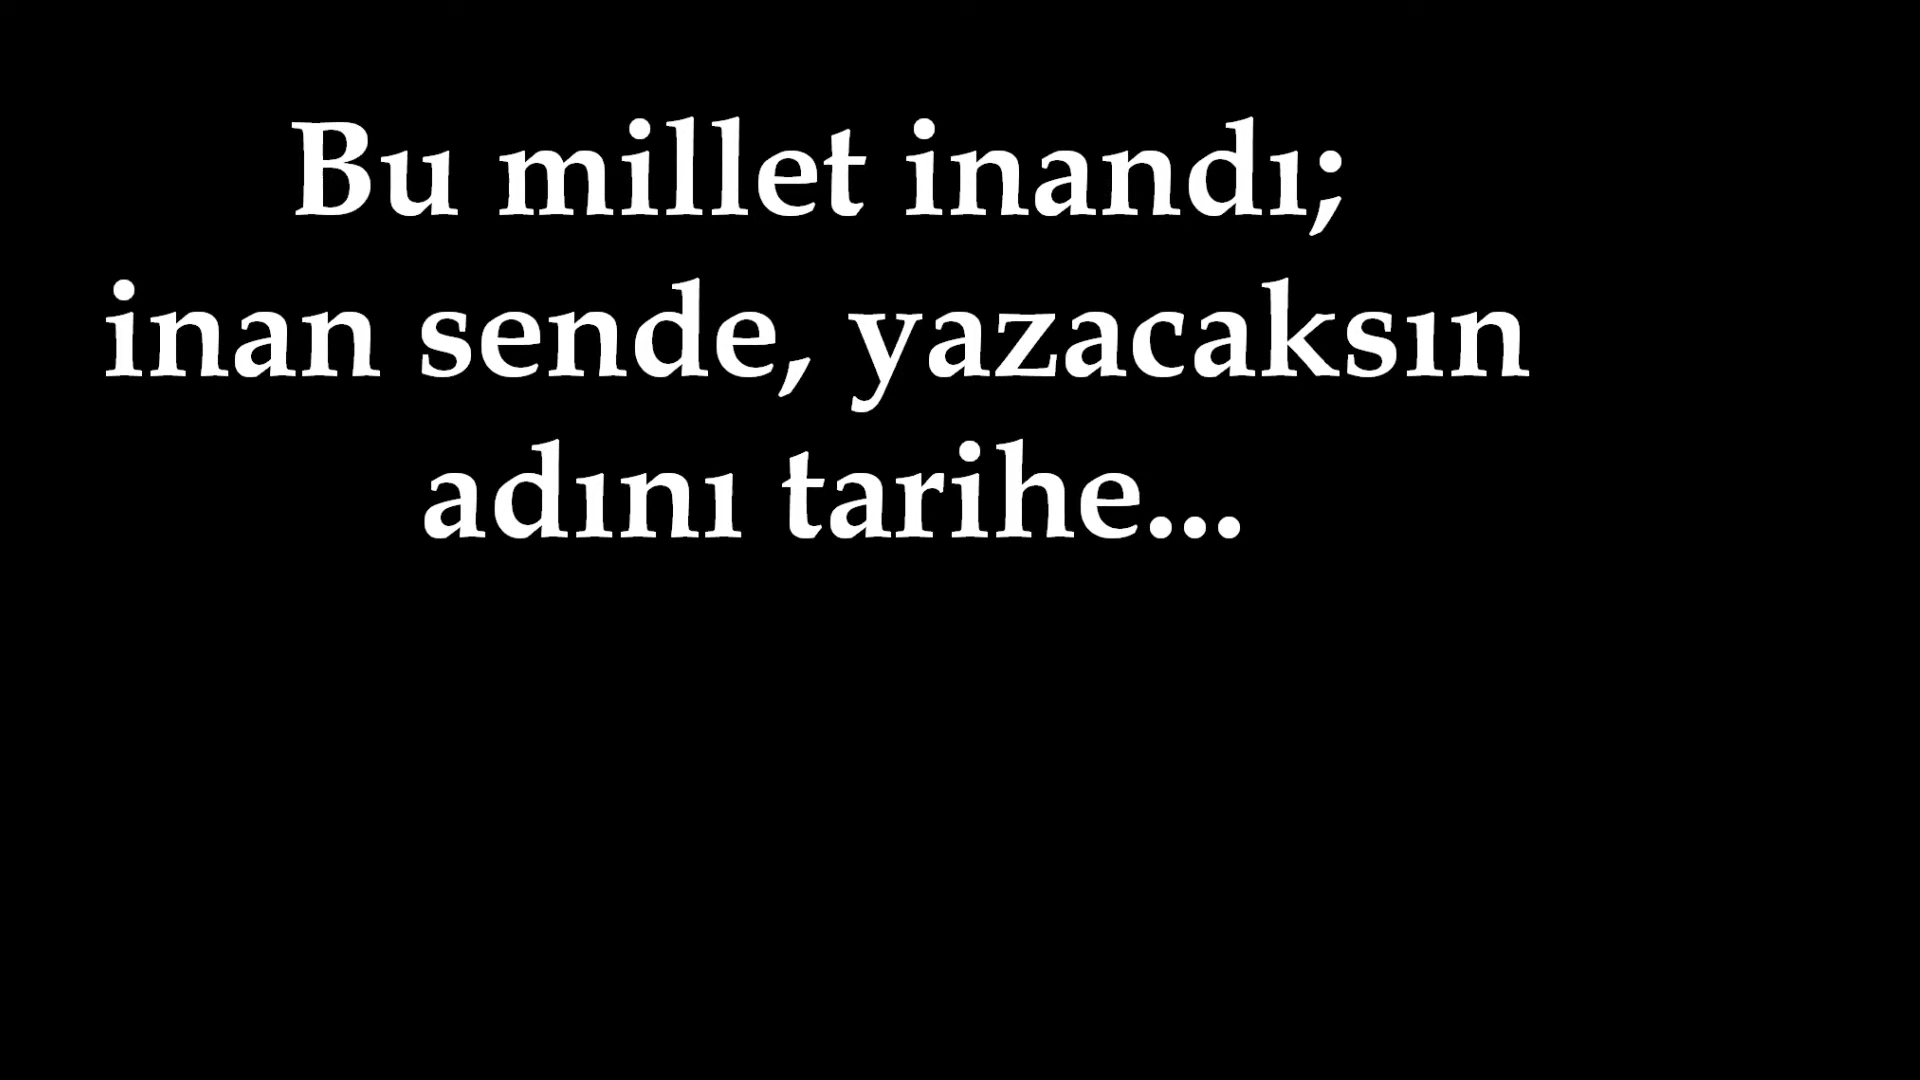 Bu millet inandı;
inan sende, yazacaksın
adını tarihe...